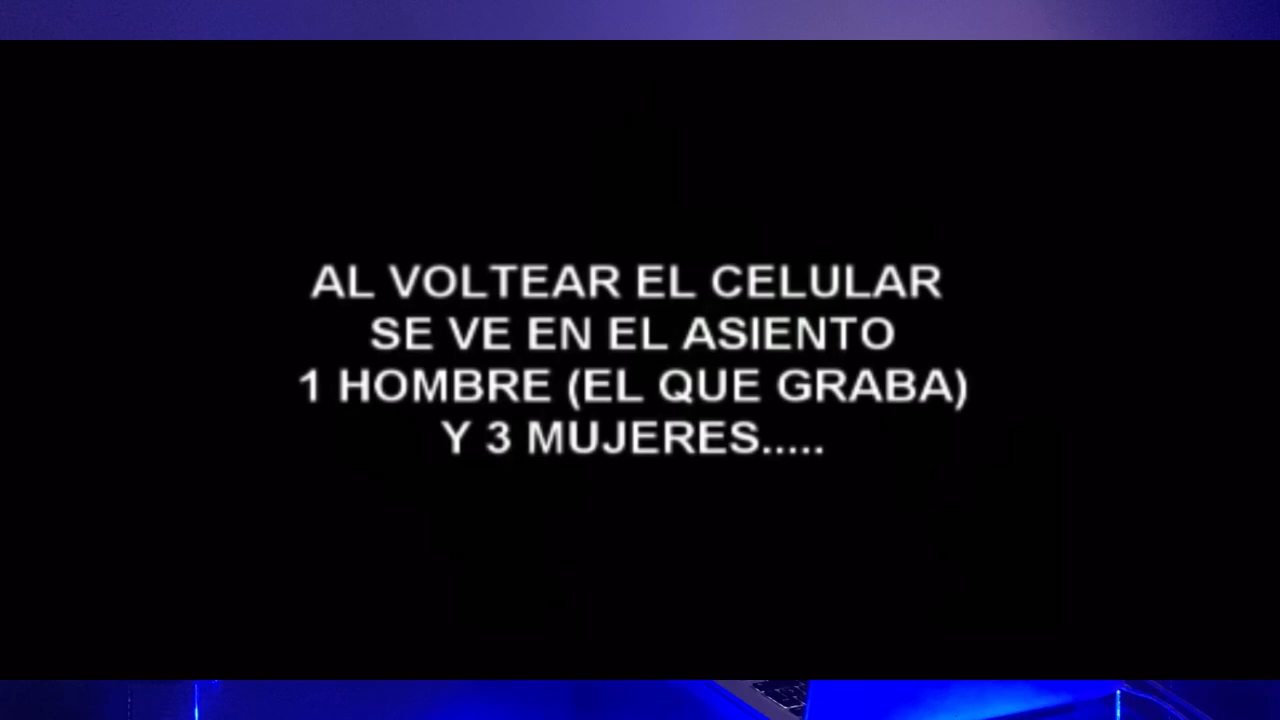 AL VOLTEAR EL CELULAR
SE VE EN EL ASIENTO
1 HOMBRE (EL QUE GRABA)
Y 3 MUJERES.....